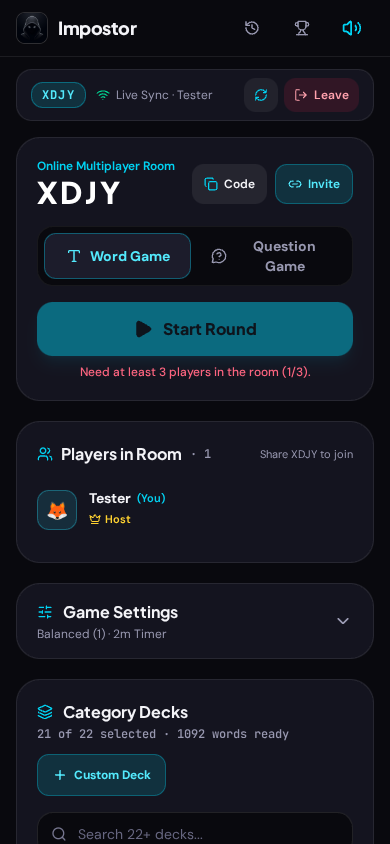 Impostor
XDJY Live Sync · Tester Leave
Online Multiplayer Room
XDJY Code Invite
Word Game Question
Game
Start Round
Need at least 3 players in the room (1/3).
Players in Room · 1 Share XDJY to join
Tester (You)
Host
Game Settings
Balanced (1) · 2m Timer
Category Decks
21 of 22 selected · 1092 words ready
Custom Deck
Search 22+ decks...